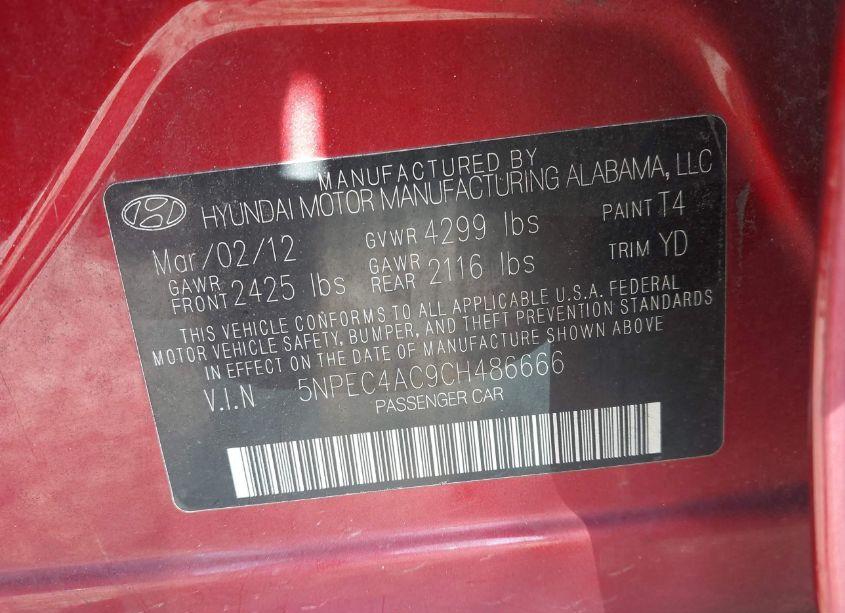 MANUFACTURED BY
HYUNDAI MOTOR MANUFACTURING ALABAMA, LLC
Mar/02/12 GVWR 4299 lbs PAINT T4
GAWR FRONT 2425 lbs GAWR REAR 2116 lbs TRIM YD
THIS VEHICLE CONFORMS TO ALL APPLICABLE U.S.A. FEDERAL
MOTOR VEHICLE SAFETY, BUMPER, AND THEFT PREVENTION STANDARDS
IN EFFECT ON THE DATE OF MANUFACTURE SHOWN ABOVE
V.I.N 5NPEC4AC9CH486666
PASSENGER CAR